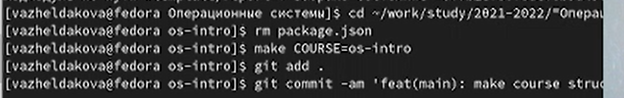 [vazheldakova@fedora Операционные системы]$ cd ~/work/study/2021-2022/"Опера
[vazheldakova@fedora os-intro]$ rm package.json
[vazheldakova@fedora os-intro]$ make COURSE=os-intro
[vazheldakova@fedora os-intro]$ git add .
[vazheldakova@fedora os-intro]$ git commit -am 'feat(main): make course struc